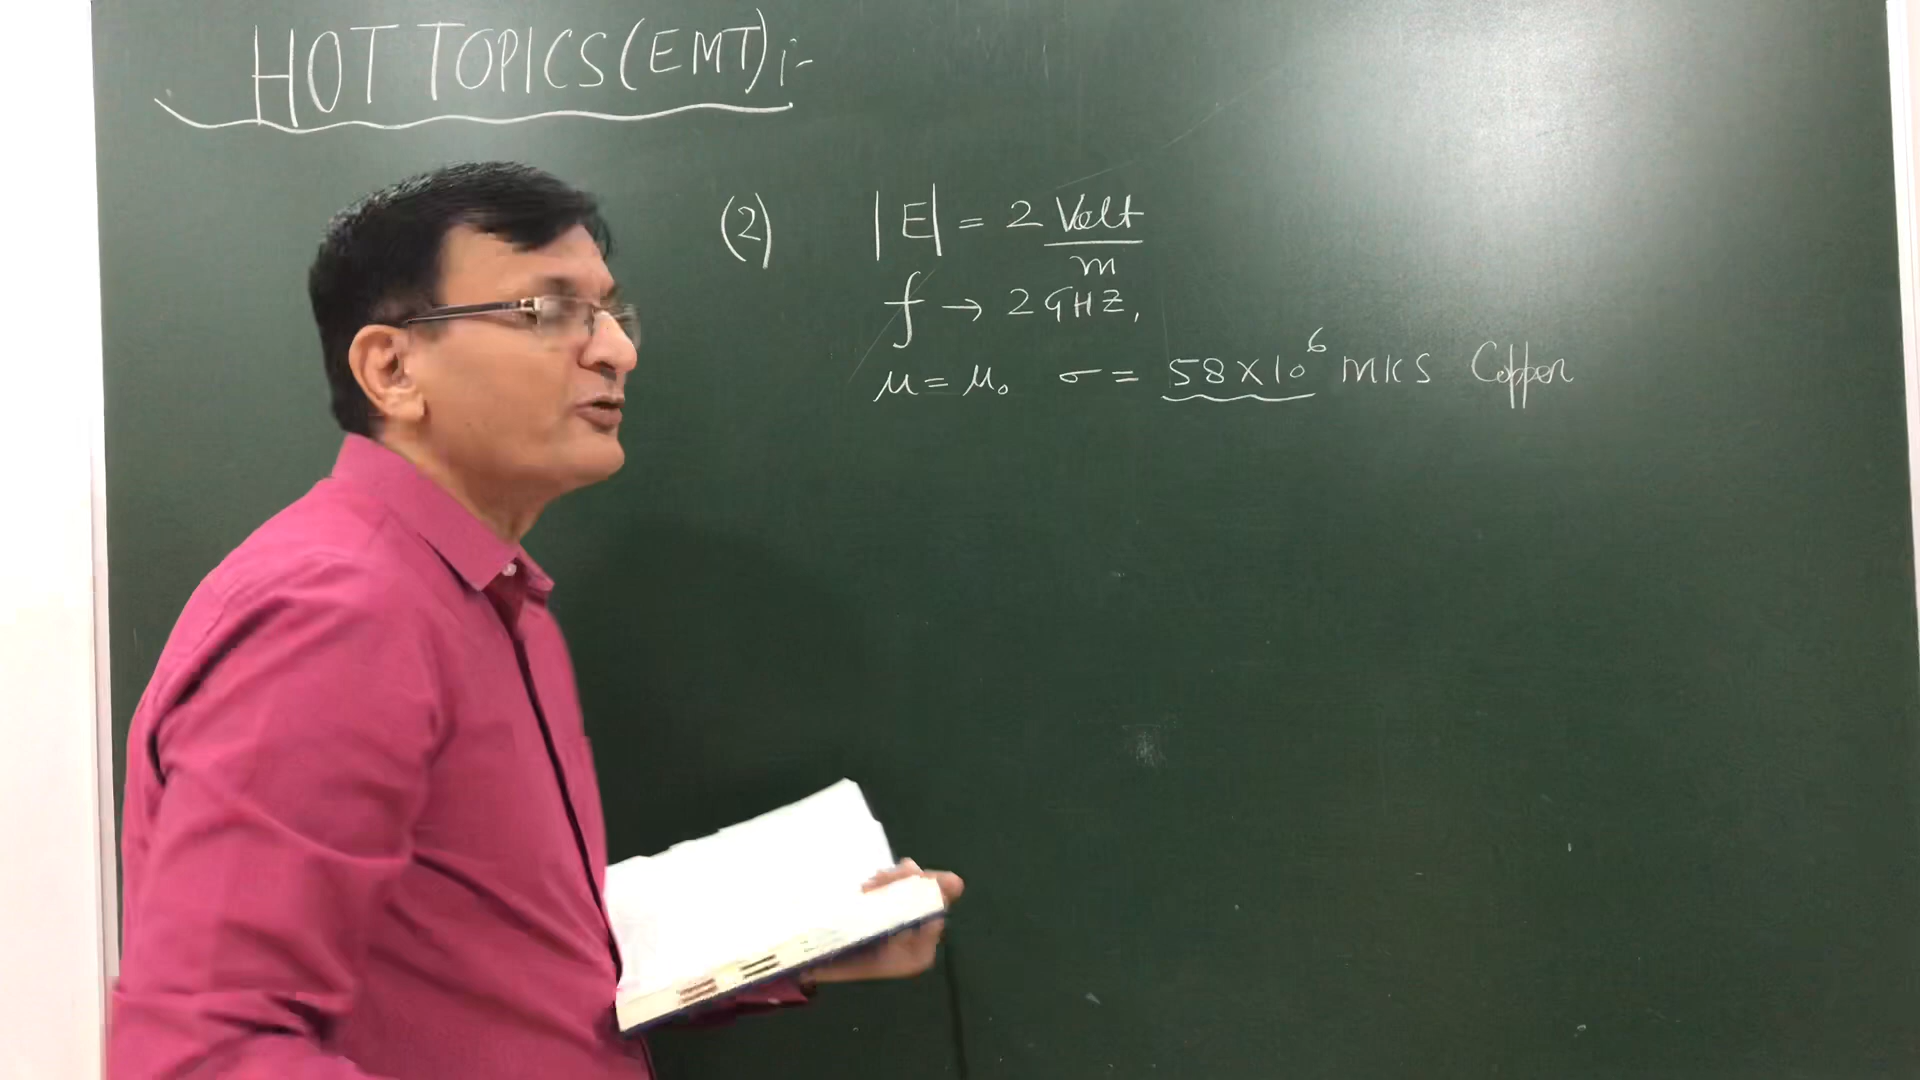 HOT TOPICS (EMT) :-
(2) |E| = 2 Volt/m
f → 2 GHZ,
μ = μ₀ σ = 58 × 10⁶ MKS Copper